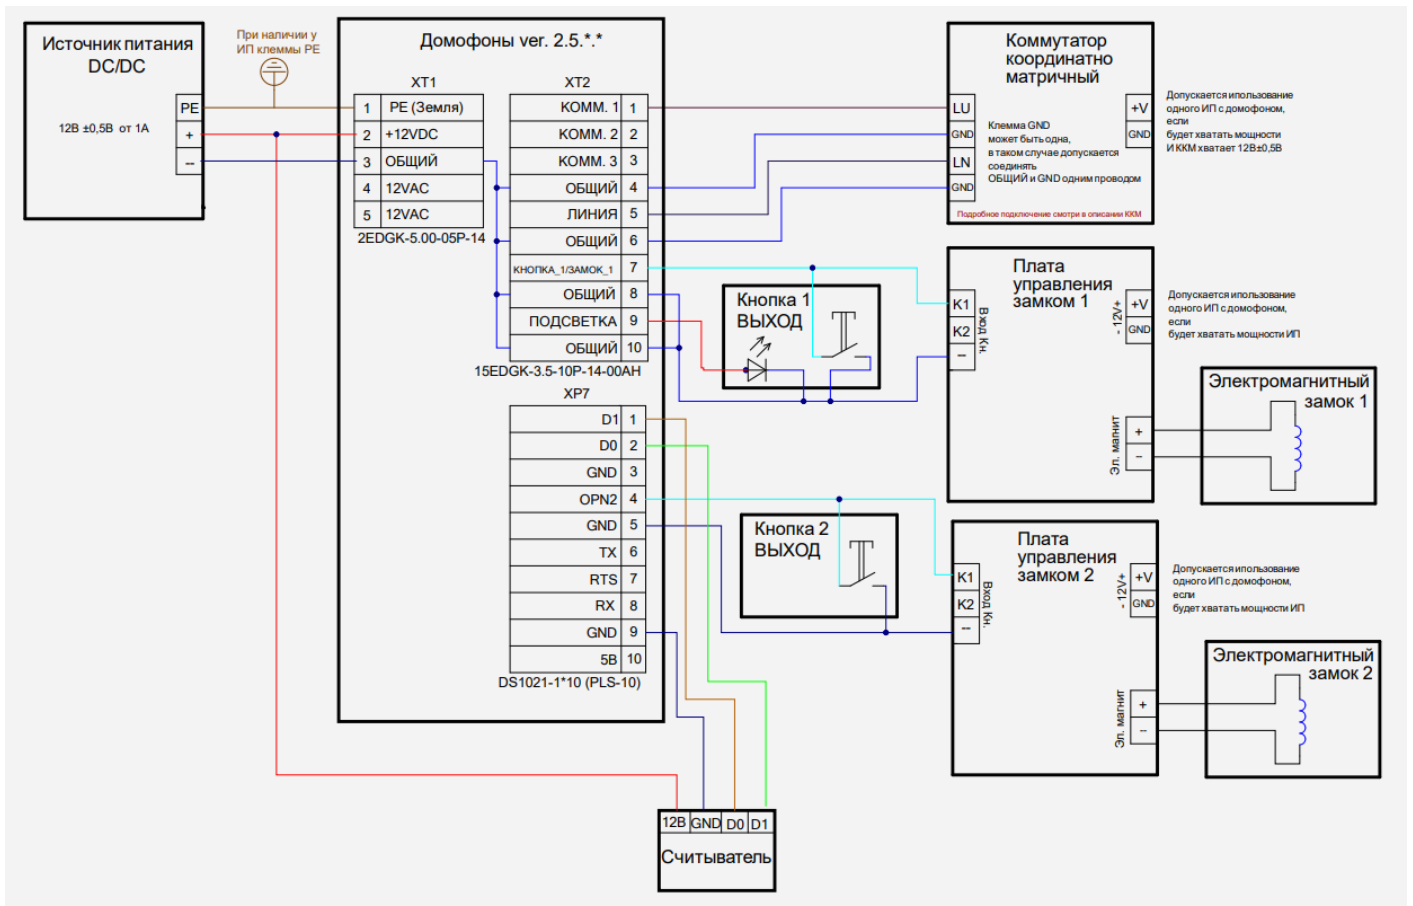 Источник питания
DC/DC
12В ±0,5В от 1А
PE
+
--
При наличии у
ИП клеммы PE
Домофоны ver. 2.5.*.*
XT1
1 PE (Земля)
2 +12VDC
3 ОБЩИЙ
4 12VAC
5 12VAC
2EDGK-5.00-05P-14
XT2
КОММ. 1 1
КОММ. 2 2
КОММ. 3 3
ОБЩИЙ 4
ЛИНИЯ 5
ОБЩИЙ 6
КНОПКА_1/ЗАМОК_1 7
ОБЩИЙ 8
ПОДСВЕТКА 9
ОБЩИЙ 10
15EDGK-3.5-10P-14-00AH
XP7
D1 1
D0 2
GND 3
OPN2 4
GND 5
TX 6
RTS 7
RX 8
GND 9
5В 10
DS1021-1*10 (PLS-10)
Кнопка 1
ВЫХОД
Кнопка 2
ВЫХОД
Коммутатор
координатно
матричный
LU
GND
LN
GND
Клемма GND
может быть одна,
в таком случае допускается
соединять
ОБЩИЙ и GND одним проводом
+V
GND
Подробное подключение смотри в описании ККМ
Допускается ипользование
одного ИП с домофоном,
если
будет хватать мощности
И ККМ хватает 12В±0,5В
Плата
управления
замком 1
K1
K2
--
Вход Кн.
- 12V+
+V
GND
Эл. магнит
+
--
Допускается ипользование
одного ИП с домофоном,
если
будет хватать мощности ИП
Электромагнитный
замок 1
Плата
управления
замком 2
K1
K2
--
Вход Кн.
- 12V+
+V
GND
Эл. магнит
+
--
Допускается ипользование
одного ИП с домофоном,
если
будет хватать мощности ИП
Электромагнитный
замок 2
12В GND D0 D1
Считыватель